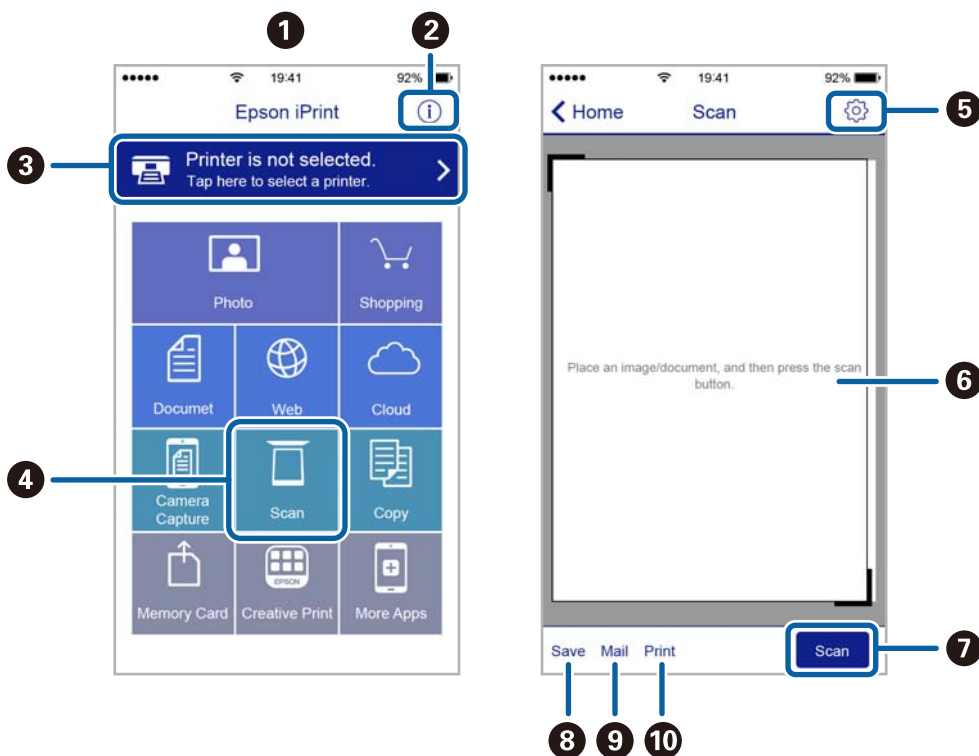 1
2
19:41
92%
Epson iPrint
i
3
Printer is not selected.
Tap here to select a printer.
Photo
Shopping
Documet
Web
Cloud
4
Camera
Capture
Scan
Copy
EPSON
Memory Card
Creative Print
More Apps
19:41
92%
Home
Scan
5
Place an image/document, and then press the scan
button.
6
Save
Mail
Print
Scan
7
8
9
10